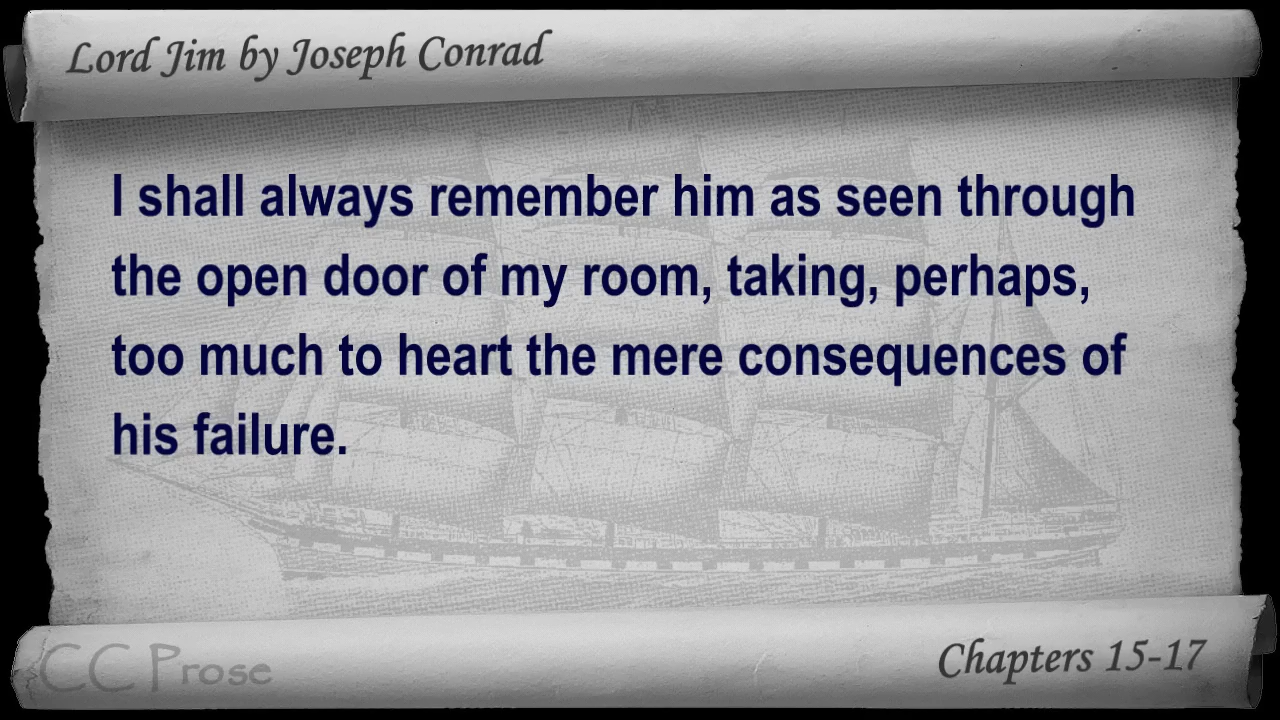 Lord Jim by Joseph Conrad
I shall always remember him as seen through
the open door of my room, taking, perhaps,
too much to heart the mere consequences of
his failure.
CC Prose
Chapters 15-17